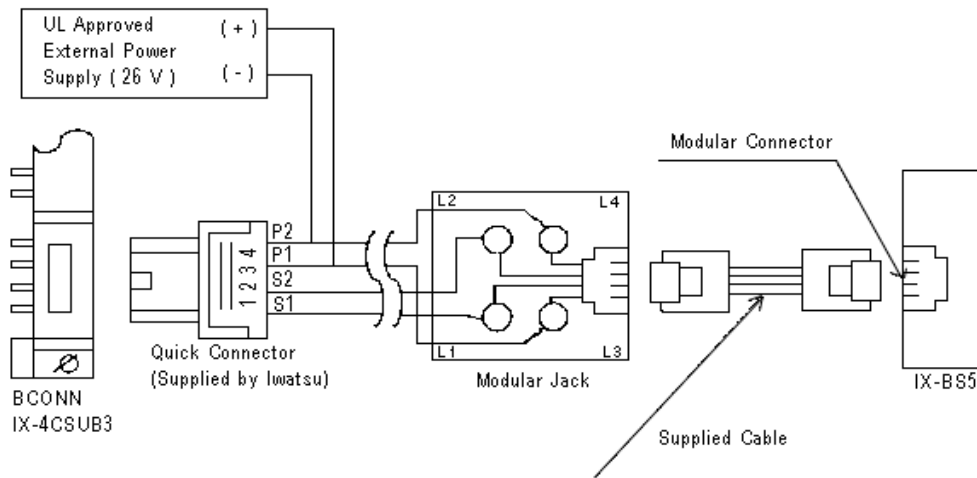 UL Approved (+)
External Power
Supply ( 26 V ) (-)
Modular Connector
L2 L4
P2
P1
S2
S1
1 2 3 4
L1 L3
Quick Connector
(Supplied by Iwatsu)
Modular Jack
BCONN
IX-4CSUB3
IX-BS5
Supplied Cable